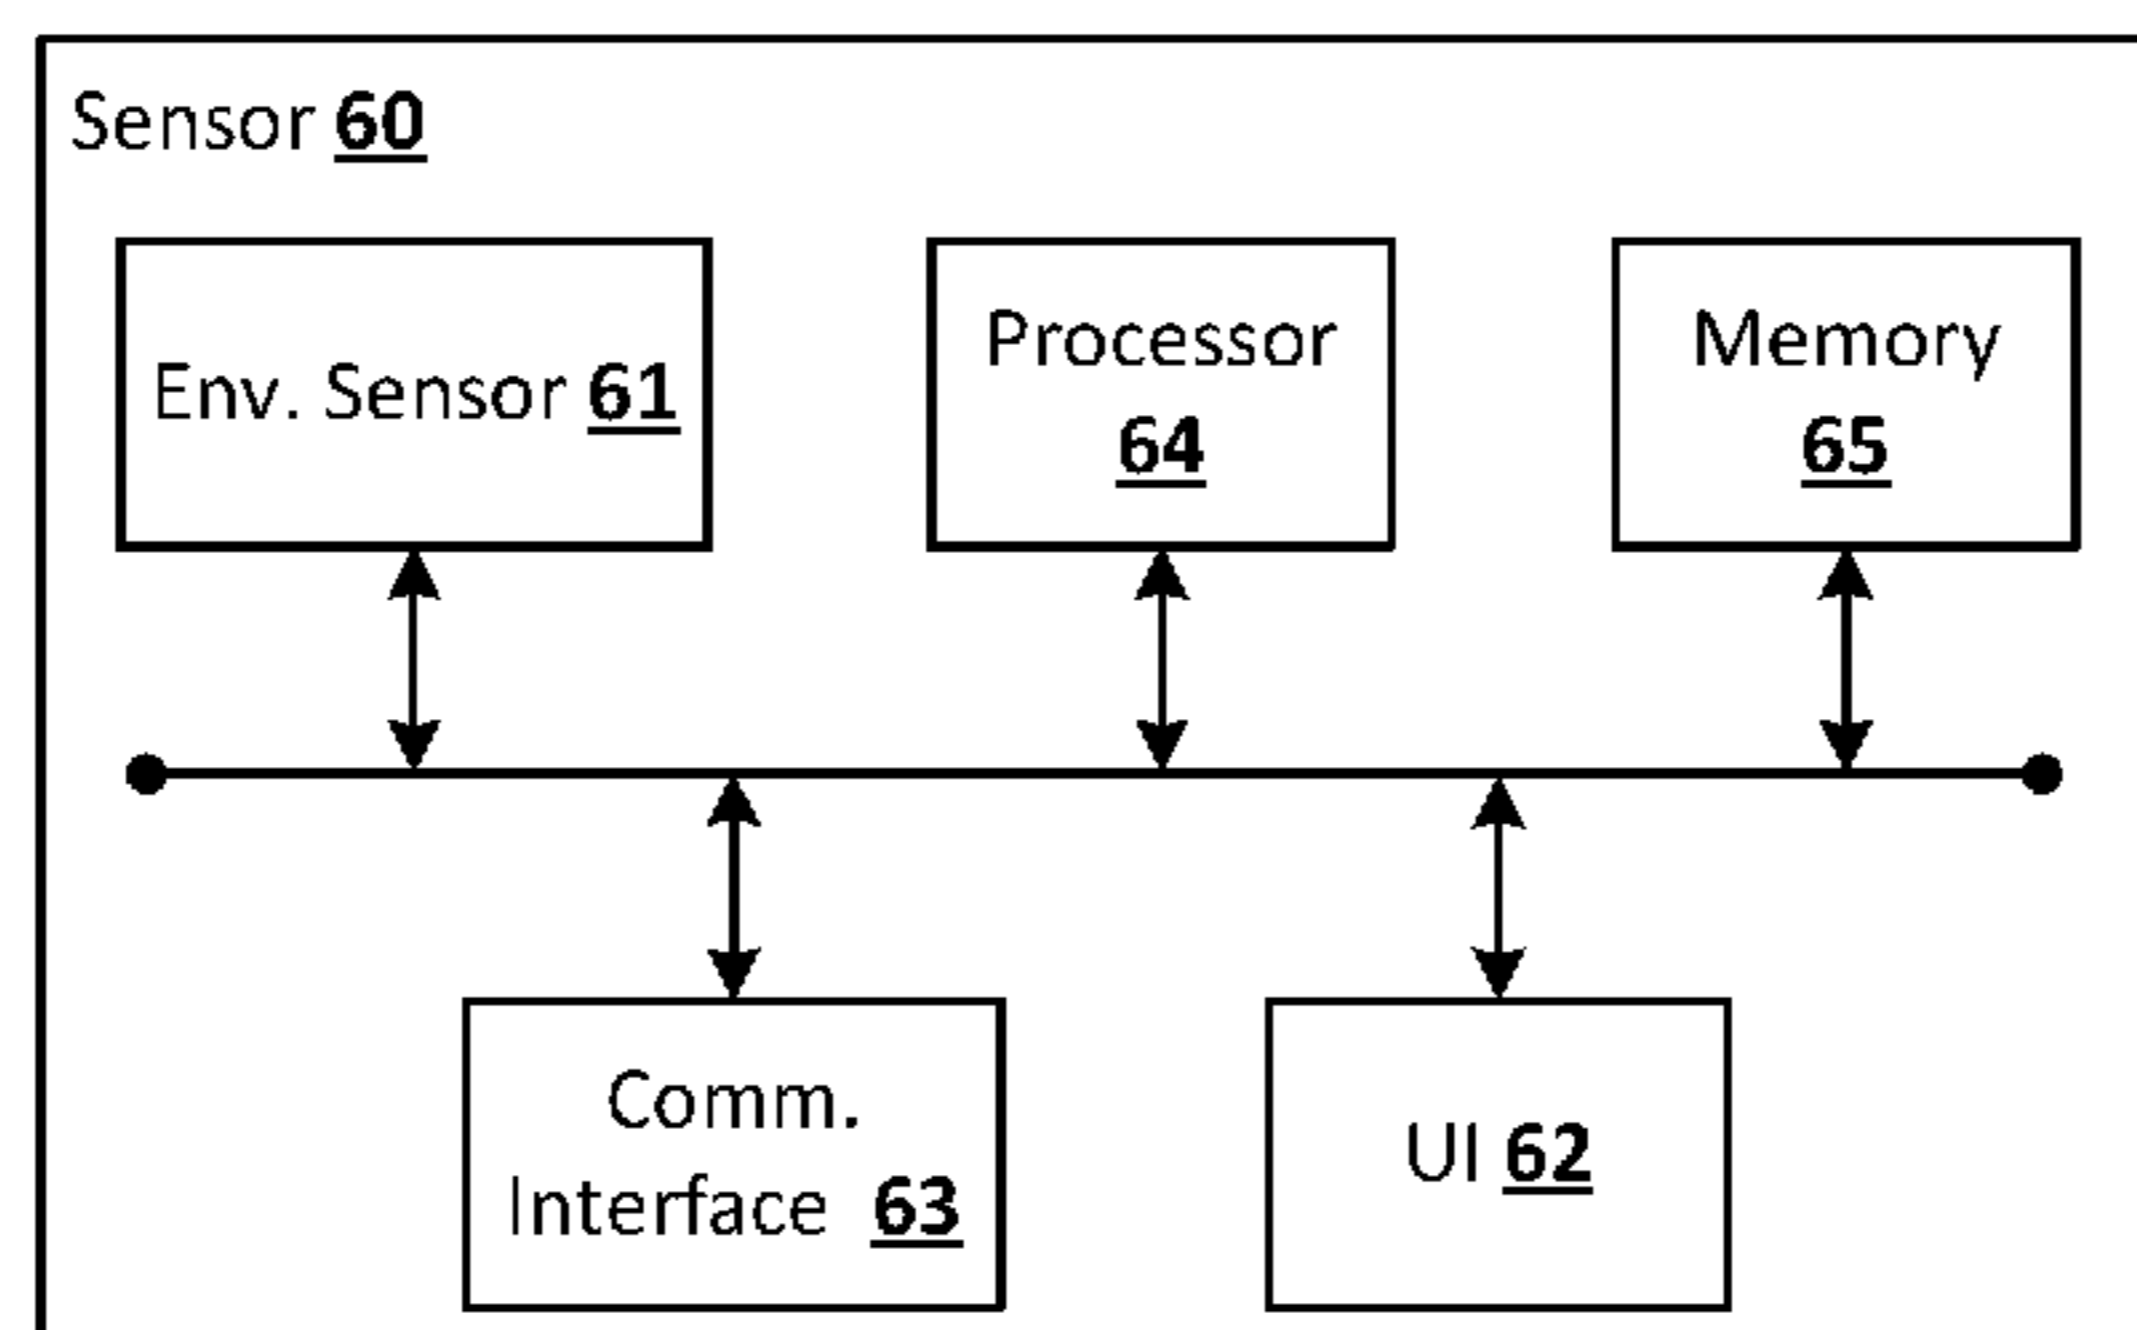 Sensor 60
Env. Sensor 61
Processor
64
Memory
65
Comm.
Interface 63
UI 62